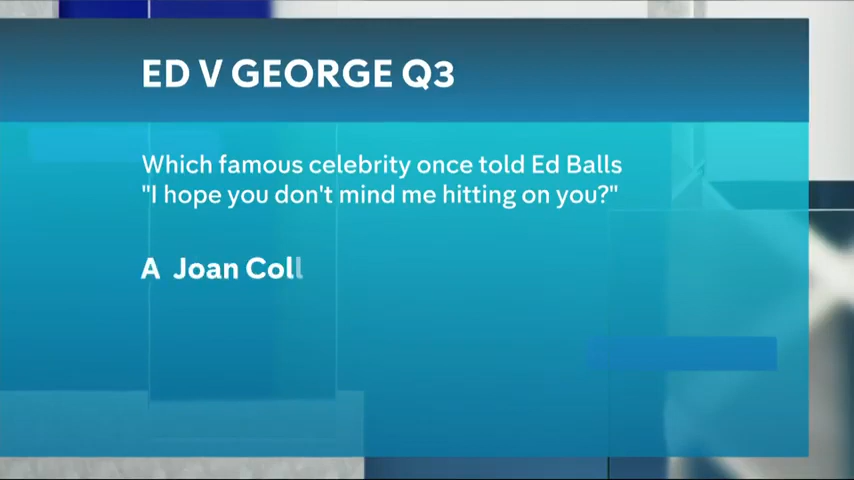 ED V GEORGE Q3
Which famous celebrity once told Ed Balls
"I hope you don't mind me hitting on you?"
A Joan Coll